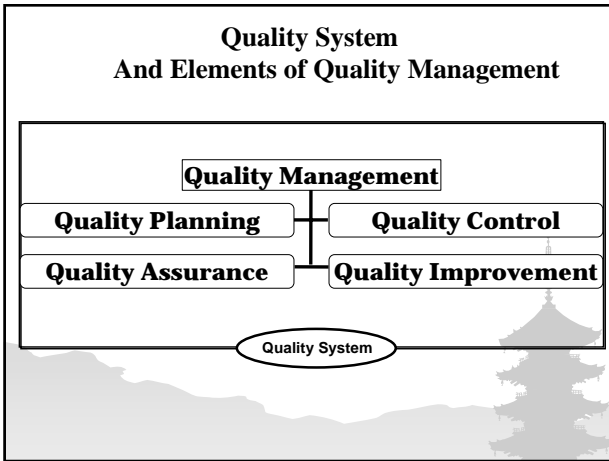 Quality System
And Elements of Quality Management
Quality Management
Quality Planning
Quality Control
Quality Assurance
Quality Improvement
Quality System